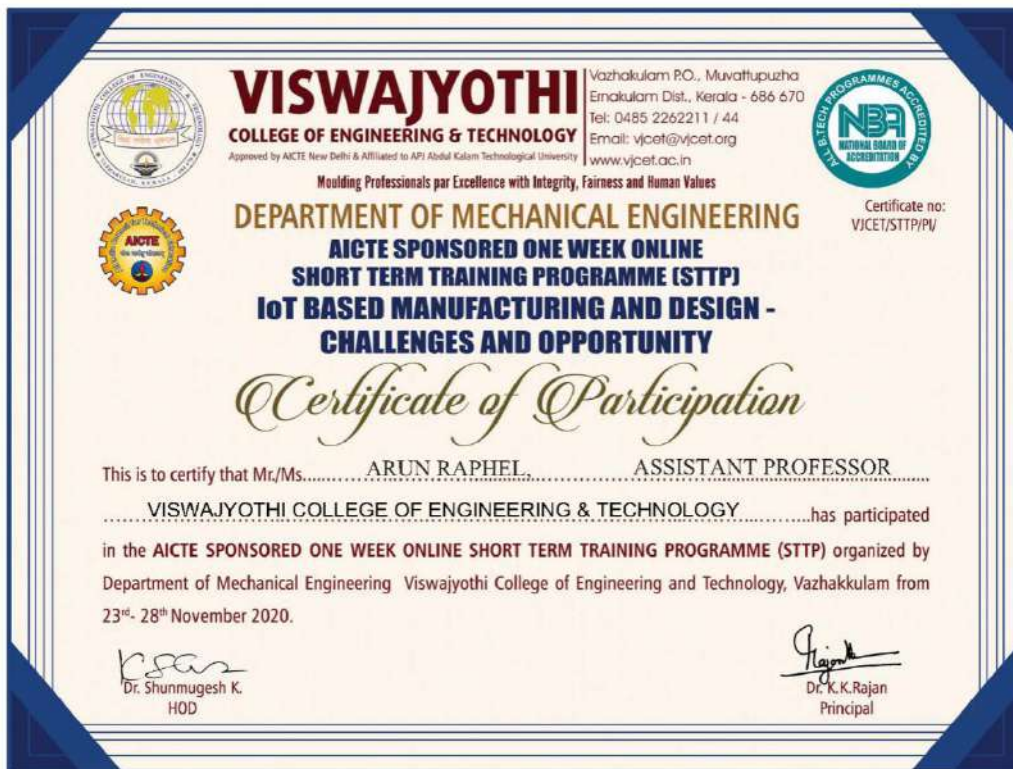 VISWAJYOTHI
COLLEGE OF ENGINEERING & TECHNOLOGY
Approved by AICTE New Delhi & Affiliated to APJ Abdul Kalam Technological University
Vazhakulam P.O., Muvattupuzha
Ernakulam Dist., Kerala - 686 670
Tel: 0485 2262211 / 44
Email: vjcet@vjcet.org
www.vjcet.ac.in
ALL B.TECH PROGRAMMES ACCREDITED BY
NBA
NATIONAL BOARD OF
ACCREDITATION
Moulding Professionals par Excellence with Integrity, Fairness and Human Values
Certificate no:
VJCET/STTP/PI/
AICTE
DEPARTMENT OF MECHANICAL ENGINEERING
AICTE SPONSORED ONE WEEK ONLINE
SHORT TERM TRAINING PROGRAMME (STTP)
IoT BASED MANUFACTURING AND DESIGN -
CHALLENGES AND OPPORTUNITY
Certificate of Participation
This is to certify that Mr./Ms. ARUN RAPHEL, ASSISTANT PROFESSOR
VISWAJYOTHI COLLEGE OF ENGINEERING & TECHNOLOGY has participated
in the AICTE SPONSORED ONE WEEK ONLINE SHORT TERM TRAINING PROGRAMME (STTP) organized by
Department of Mechanical Engineering Viswajyothi College of Engineering and Technology, Vazhakkulam from
23rd- 28th November 2020.
Dr. Shunmugesh K.
HOD
Dr. K.K.Rajan
Principal